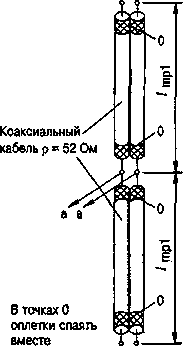 0
l пр1
Коаксиальный
кабель ρ = 52 Ом
0
а а
0
l пр1
0
В точках 0
оплетки спаять
вместе